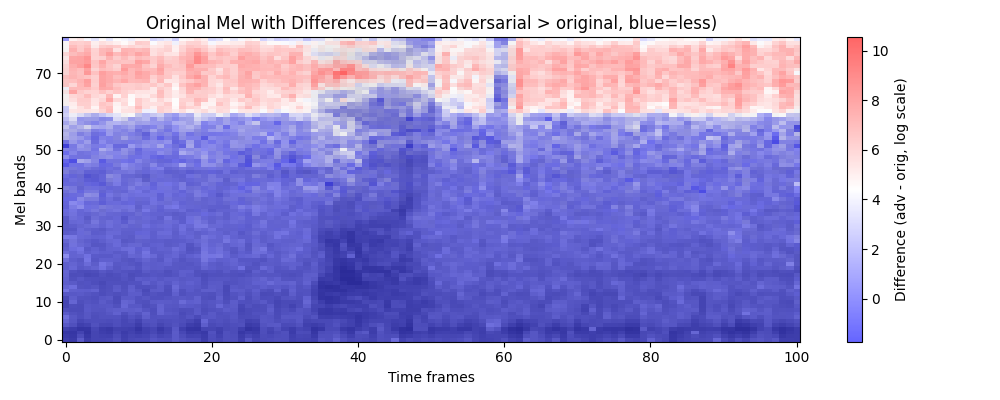 Original Mel with Differences (red=adversarial > original, blue=less)
70
60
50
40
30
20
10
0
Mel bands
0 20 40 60 80 100
Time frames
10
8
6
4
2
0
Difference (adv - orig, log scale)